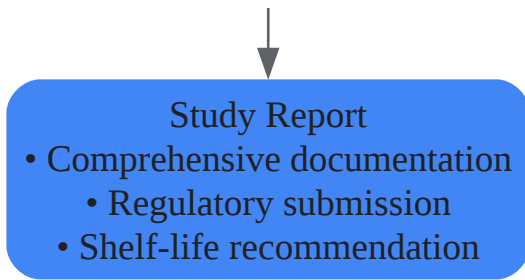 Study Report
• Comprehensive documentation
• Regulatory submission
• Shelf-life recommendation